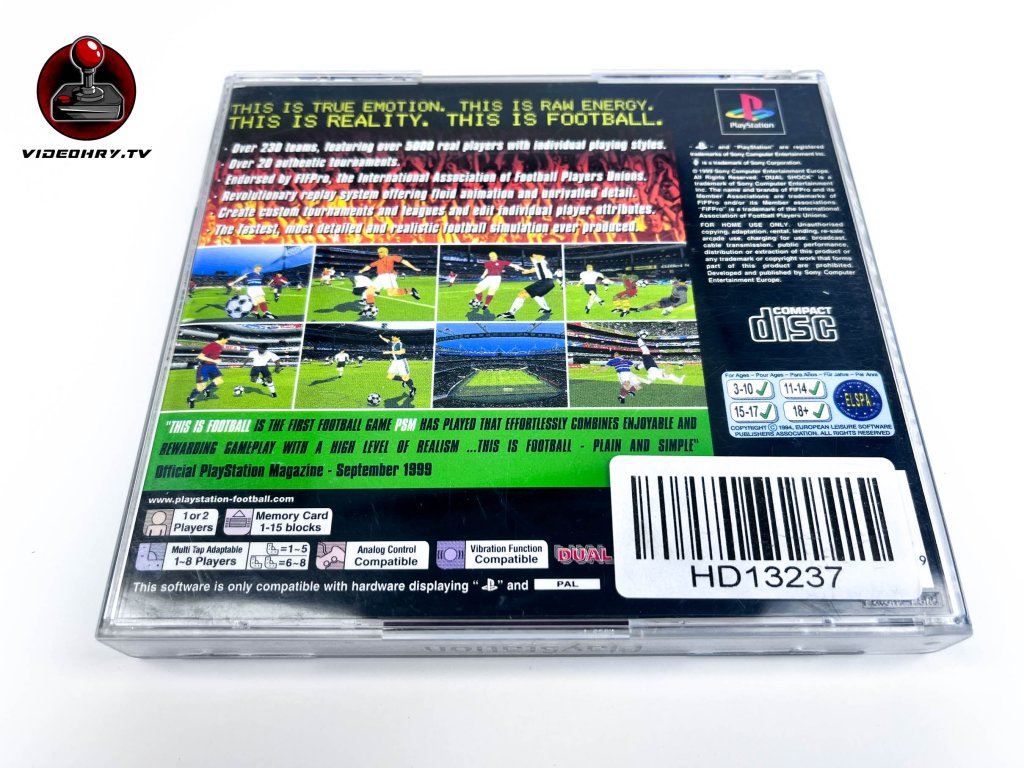 VIDEOHRY.TV
THIS IS TRUE EMOTION. THIS IS RAW ENERGY.
THIS IS REALITY. THIS IS FOOTBALL.
Over 230 teams, featuring over 5000 real players with individual playing styles.
Over 20 authentic tournaments.
Endorsed by FIFPro, the International Association of Football Players Unions.
Revolutionary replay system offering fluid animation and unrivalled detail.
Create custom tournaments and leagues and edit individual player attributes.
The fastest, most detailed and realistic football simulation ever produced.
PlayStation
" " and "PlayStation" are registered
trademarks of Sony Computer Entertainment Inc.
is a trademark of Sony Corporation.
© 1999 Sony Computer Entertainment Europe.
All Rights Reserved. "DUAL SHOCK" is a
trademark of Sony Computer Entertainment
Inc. The name and brands of FIFPro and its
Member Associations are trademarks of
FIFPro and/or its Member associations.
"FIFPro" is a trademark of the International
Association of Football Players Unions.
FOR HOME USE ONLY. Unauthorised
copying, adaptation, rental, lending, re-sale,
arcade use, charging for use, broadcast,
cable transmission, public performance,
distribution or extraction of this product or
any trademark or copyright work that forms
part of this product are prohibited.
Developed and published by Sony Computer
Entertainment Europe.
COMPACT
disc
For Ages - Pour Ages - Para Años - Für Jahre - Per Anni
3-10
11-14
15-17
18+
ELSPA
COPYRIGHT © 1994, EUROPEAN LEISURE SOFTWARE
PUBLISHERS ASSOCIATION. ALL RIGHTS RESERVED
"THIS IS FOOTBALL IS THE FIRST FOOTBALL GAME PSM HAS PLAYED THAT EFFORTLESSLY COMBINES ENJOYABLE AND
REWARDING GAMEPLAY WITH A HIGH LEVEL OF REALISM ...THIS IS FOOTBALL - PLAIN AND SIMPLE"
Official PlayStation Magazine - September 1999
www.playstation-football.com
1 or 2
Players
Memory Card
1-15 blocks
Multi Tap Adaptable
1~8 Players
=1~5
=6~8
Analog Control
Compatible
Vibration Function
Compatible
DUAL
This software is only compatible with hardware displaying " " and PAL
HD13237
9
PlayStation